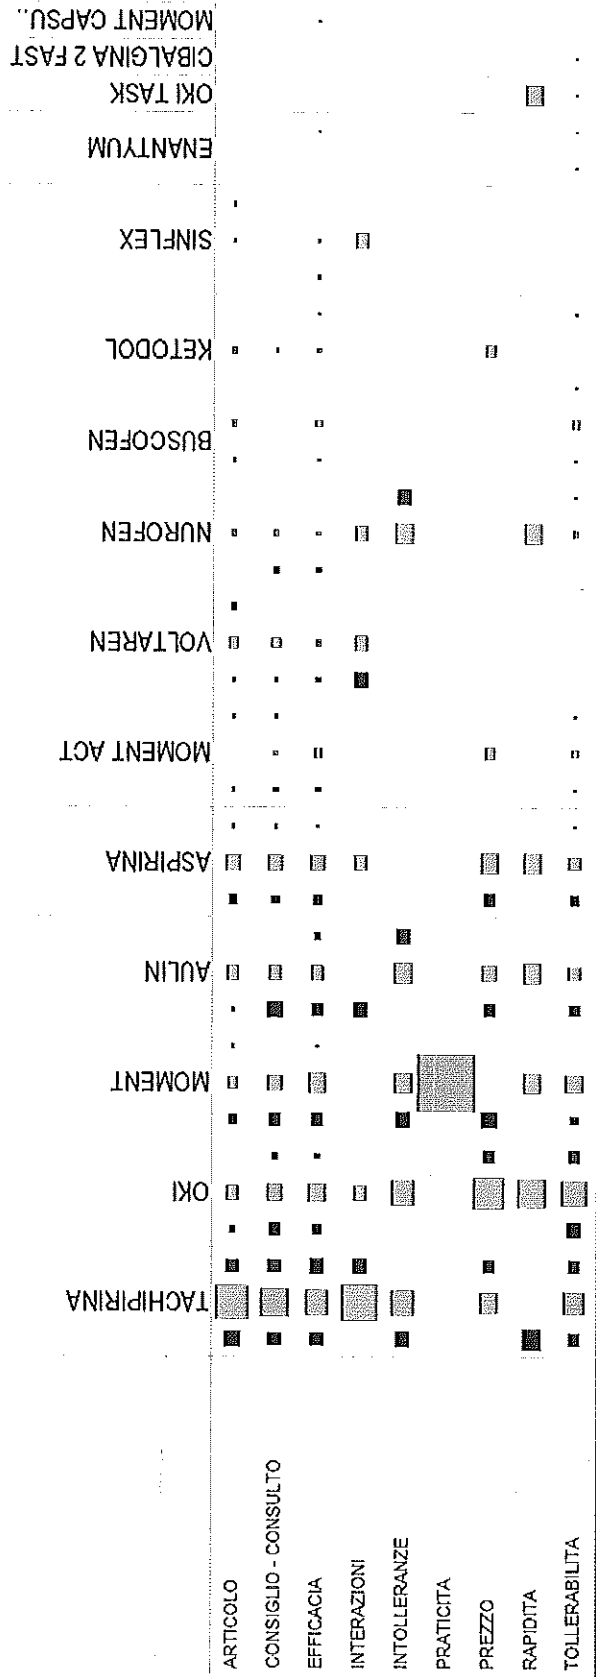 MOMENT CAPSU..
CIBALGINA 2 FAST
OKI TASK
ENANTYUM
SINFLEX
KETODOL
BUSCOFEN
NUROFEN
VOLTAREN
MOMENT ACT
ASPIRINA
AULIN
MOMENT
OKI
TACHIPIRINA
ARTICOLO
CONSIGLIO - CONSULTO
EFFICACIA
INTERAZIONI
INTOLLERANZE
PRATICITA
PREZZO
RAPIDITA
TOLLERABILITA